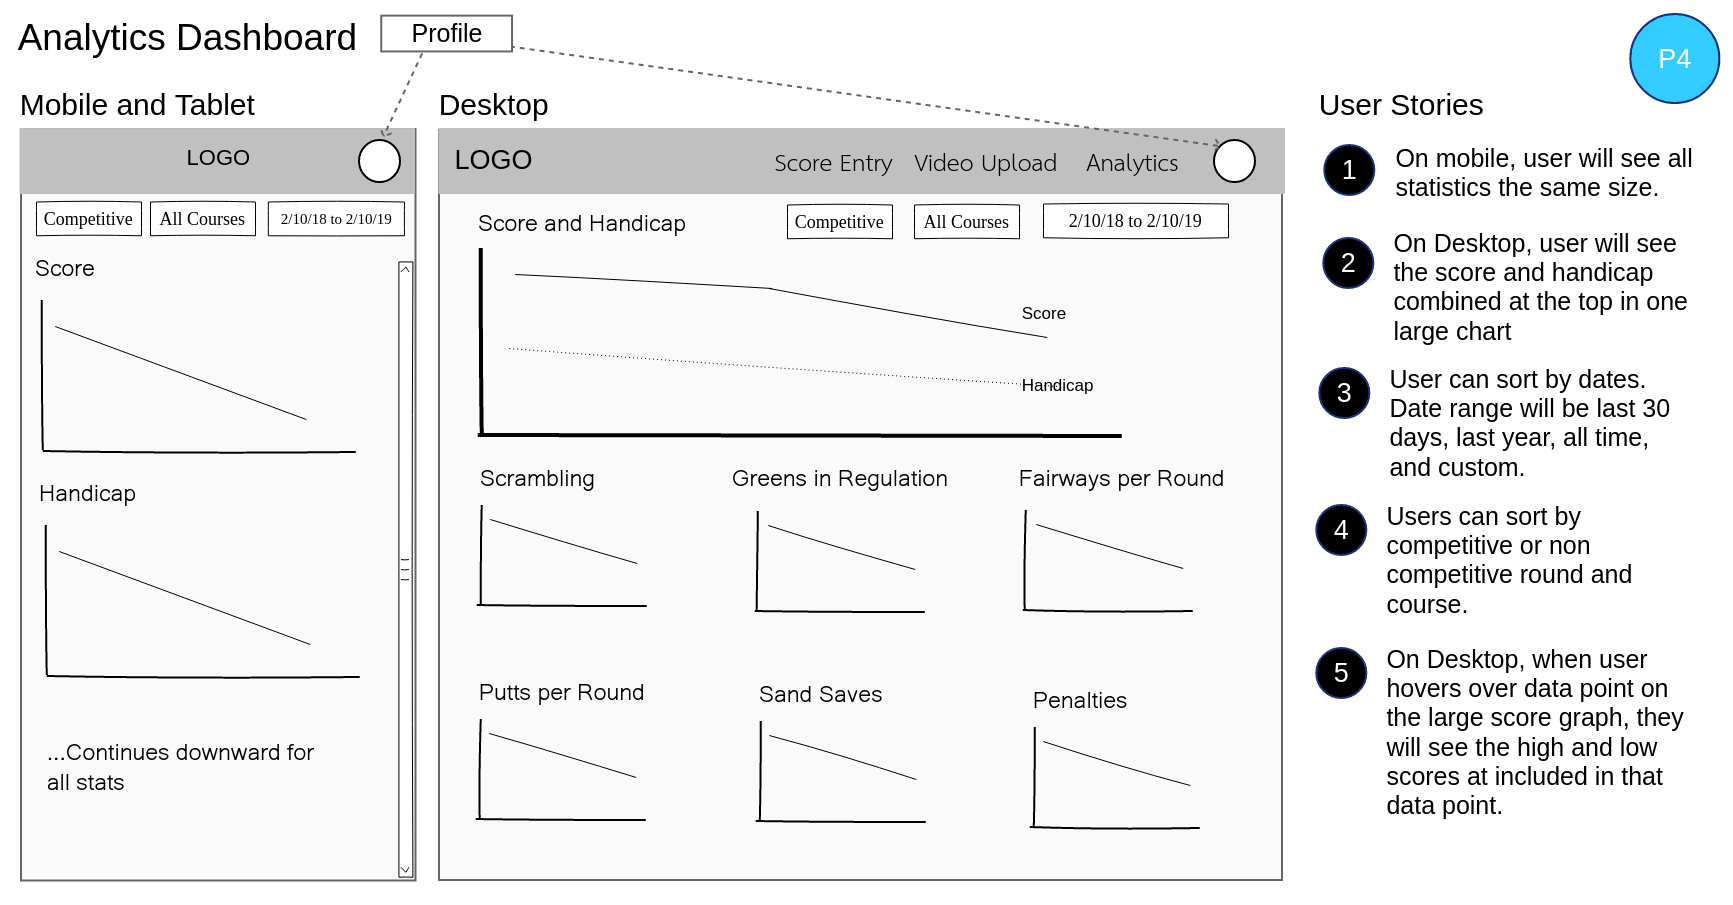 Analytics Dashboard
Profile
P4
Mobile and Tablet
Desktop
User Stories
LOGO
Competitive
All Courses
2/10/18 to 2/10/19
Score
Handicap
...Continues downward for
all stats
LOGO
Score Entry
Video Upload
Analytics
Score and Handicap
Competitive
All Courses
2/10/18 to 2/10/19
Score
Handicap
Scrambling
Greens in Regulation
Fairways per Round
Putts per Round
Sand Saves
Penalties
1
On mobile, user will see all
statistics the same size.
2
On Desktop, user will see
the score and handicap
combined at the top in one
large chart
3
User can sort by dates.
Date range will be last 30
days, last year, all time,
and custom.
4
Users can sort by
competitive or non
competitive round and
course.
5
On Desktop, when user
hovers over data point on
the large score graph, they
will see the high and low
scores at included in that
data point.